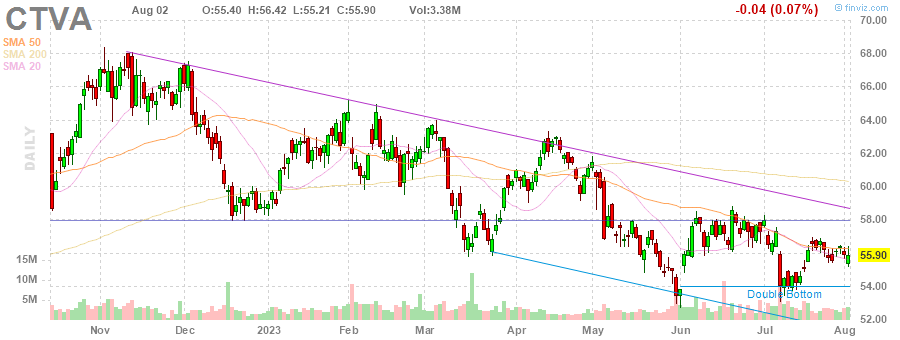 CTVA
Aug 02 O:55.40 H:56.42 L:55.21 C:55.90 Vol:3.38M
-0.04 (0.07%)
© finviz.com
SMA 50
SMA 200
SMA 20
DAILY
70.00
68.00
66.00
64.00
62.00
60.00
58.00
55.90
54.00
52.00
15M
10M
5M
Double Bottom
Nov Dec 2023 Feb Mar Apr May Jun Jul Aug